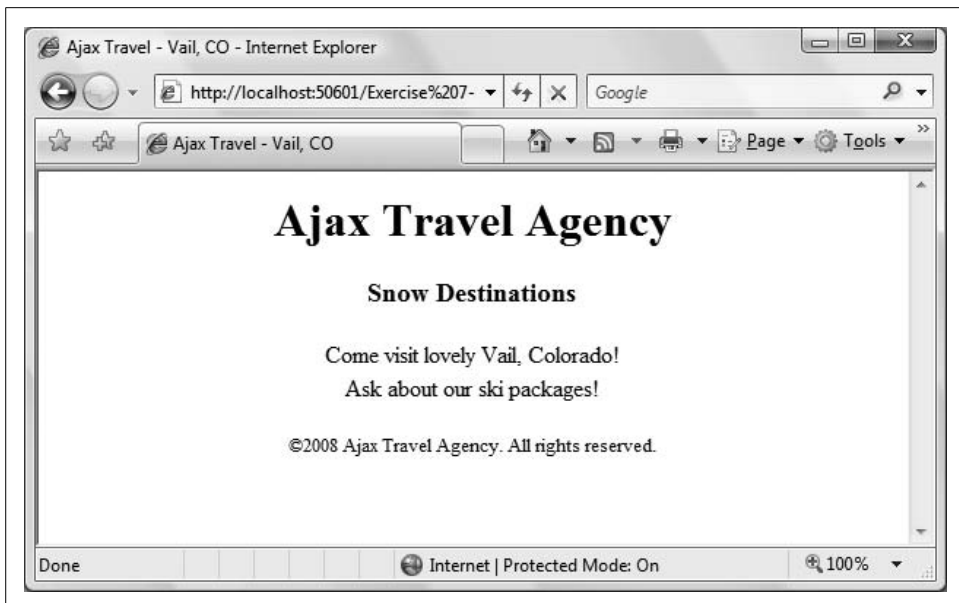 Ajax Travel - Vail, CO - Internet Explorer
http://localhost:50601/Exercise%207-
Google
Ajax Travel - Vail, CO
Page
Tools
»
Ajax Travel Agency
Snow Destinations
Come visit lovely Vail, Colorado!
Ask about our ski packages!
©2008 Ajax Travel Agency. All rights reserved.
Done
Internet | Protected Mode: On
100%